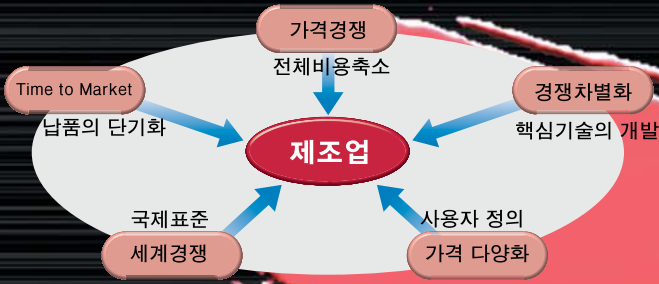 가격경쟁
전체비용축소
Time to Market
납품의 단기화
경쟁차별화
핵심기술의 개발
제조업
국제표준
세계경쟁
사용자 정의
가격 다양화